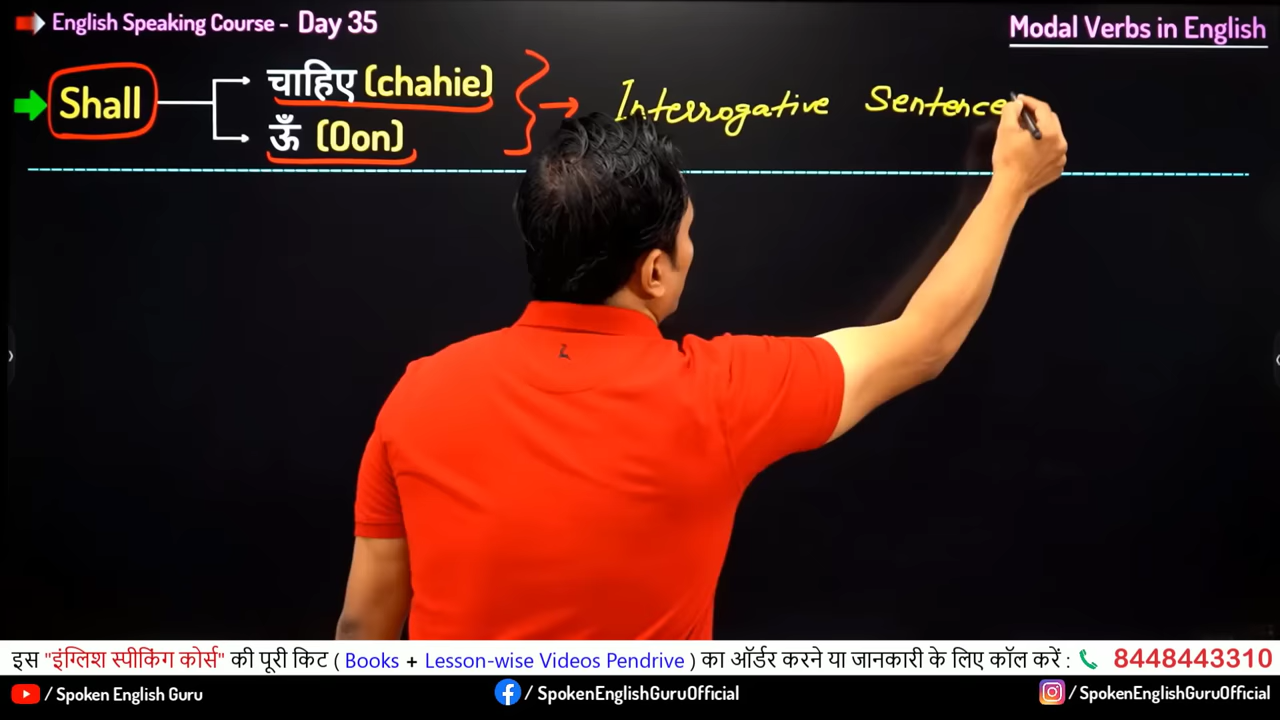 English Speaking Course - Day 35
Modal Verbs in English
Shall
चाहिए (chahie)
ऊँ (Oon)
Interrogative Sentence
इस "इंग्लिश स्पीकिंग कोर्स" की पूरी किट ( Books + Lesson-wise Videos Pendrive ) का ऑर्डर करने या जानकारी के लिए कॉल करें : 8448443310
/ Spoken English Guru
/ SpokenEnglishGuruOfficial
/ SpokenEnglishGuruOfficial